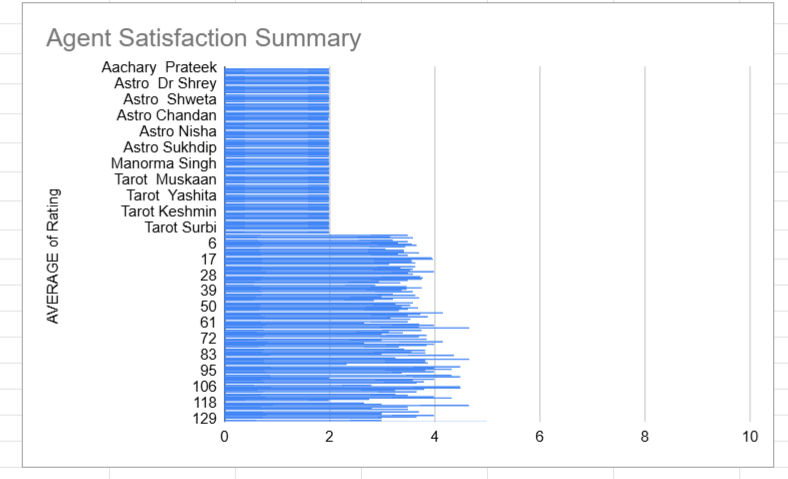 Agent Satisfaction Summary
AVERAGE of Rating
Aachary  Prateek
Astro  Dr Shrey
Astro  Shweta
Astro Chandan
Astro Nisha
Astro Sukhdip
Manorma Singh
Tarot  Muskaan
Tarot  Yashita
Tarot Keshmin
Tarot Surbi
6
17
28
39
50
61
72
83
95
106
118
129
0 2 4 6 8 10